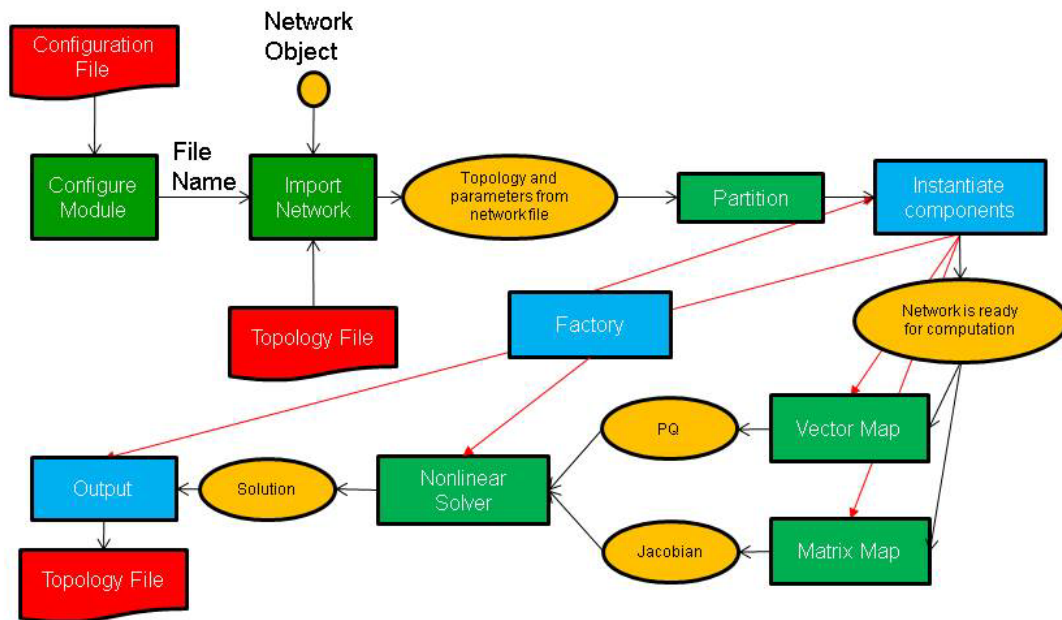 Network
Object
Configuration
File
File
Name
Configure
Module
Import
Network
Topology and
parameters from
network file
Partition
Instantiate
components
Topology File
Factory
Network is ready
for computation
PQ
Vector Map
Output
Solution
Nonlinear
Solver
Jacobian
Matrix Map
Topology File